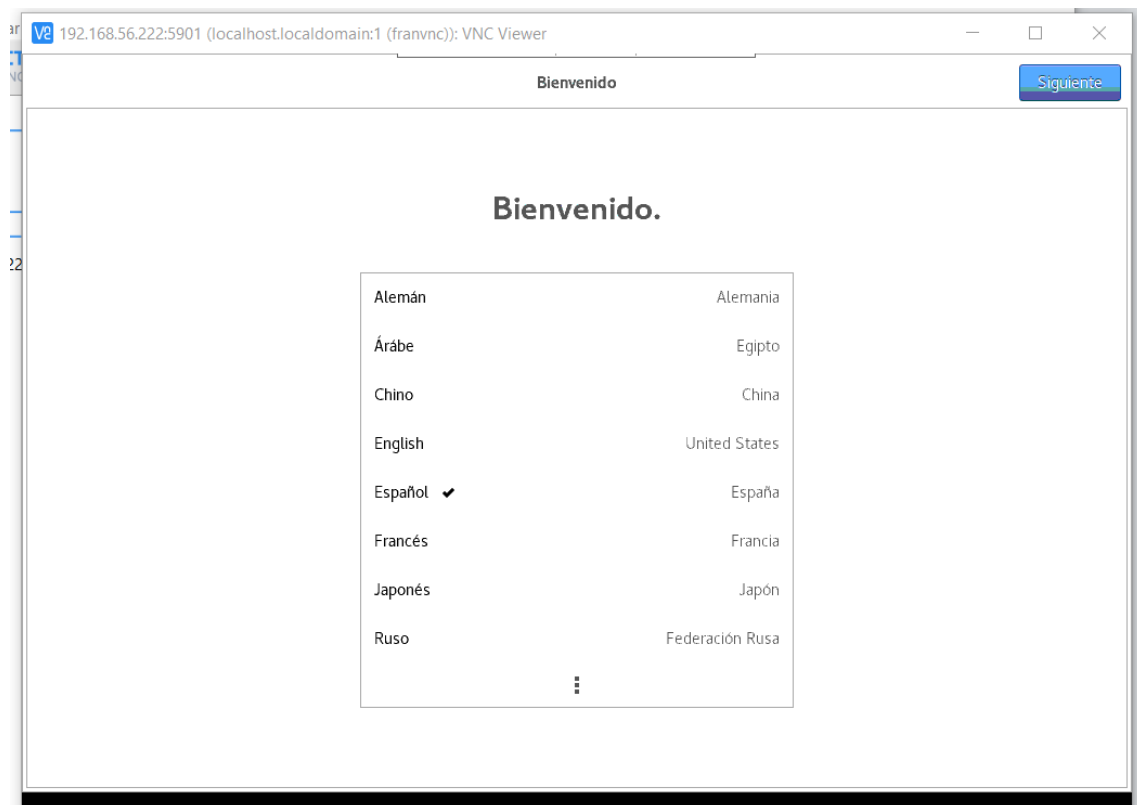 192.168.56.222:5901 (localhost.localdomain:1 (franvnc)): VNC Viewer
Bienvenido
Siguiente
Bienvenido.
Alemán Alemania
Árábe Egipto
Chino China
English United States
Español España
Francés Francia
Japonés Japón
Ruso Federación Rusa